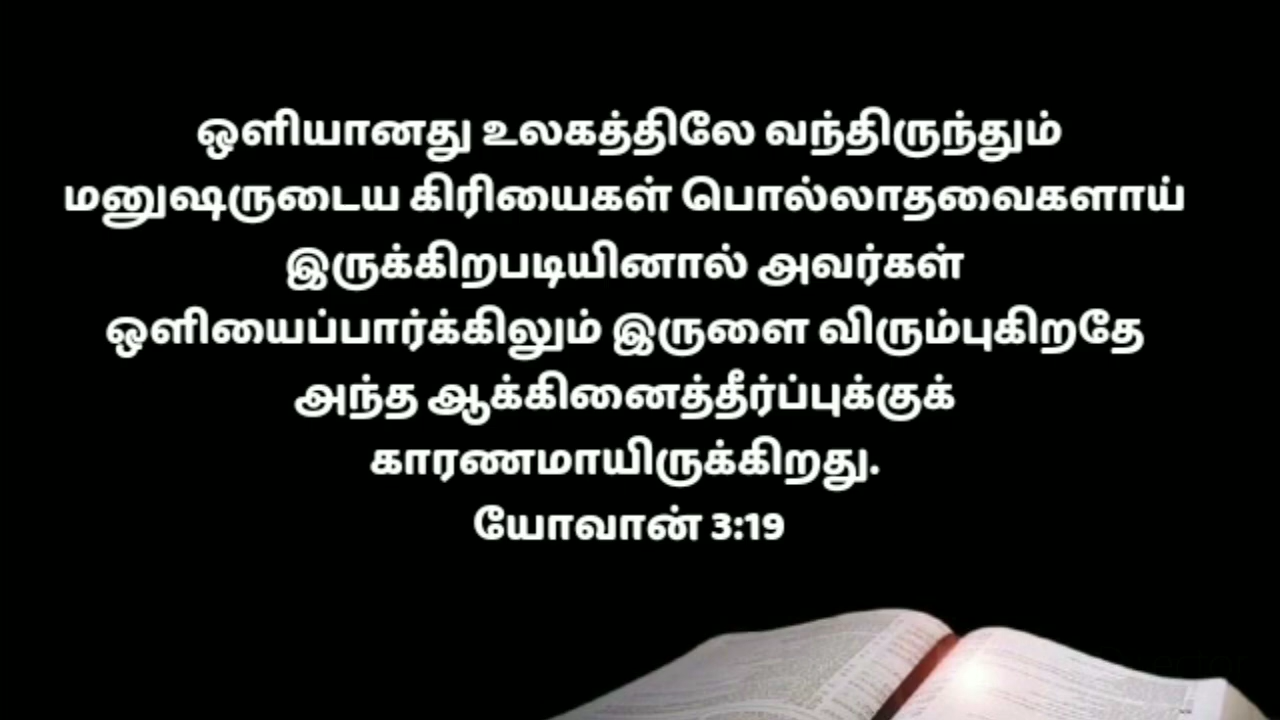 ஒளியானது உலகத்திலே வந்திருந்தும்
மனுஷருடைய கிரியைகள் பொல்லாதவைகளாய்
இருக்கிறபடியினால் அவர்கள்
ஒளியைப்பார்க்கிலும் இருளை விரும்புகிறதே
அந்த ஆக்கினைத்தீர்ப்புக்குக்
காரணமாயிருக்கிறது.
யோவான் 3:19